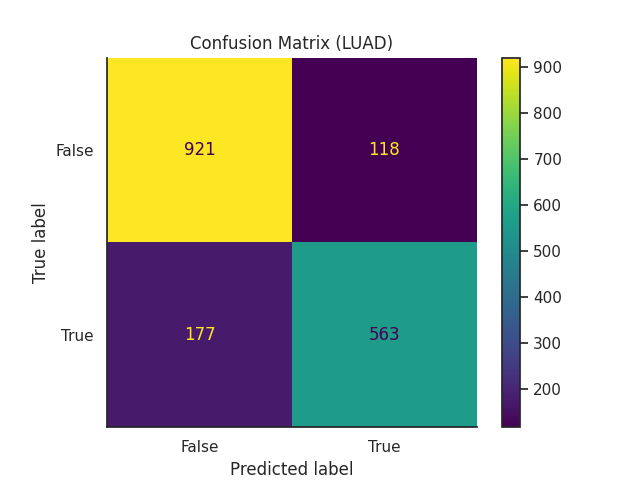 Confusion Matrix (LUAD)
True label
False
True
921
118
177
563
False
True
Predicted label
900
800
700
600
500
400
300
200